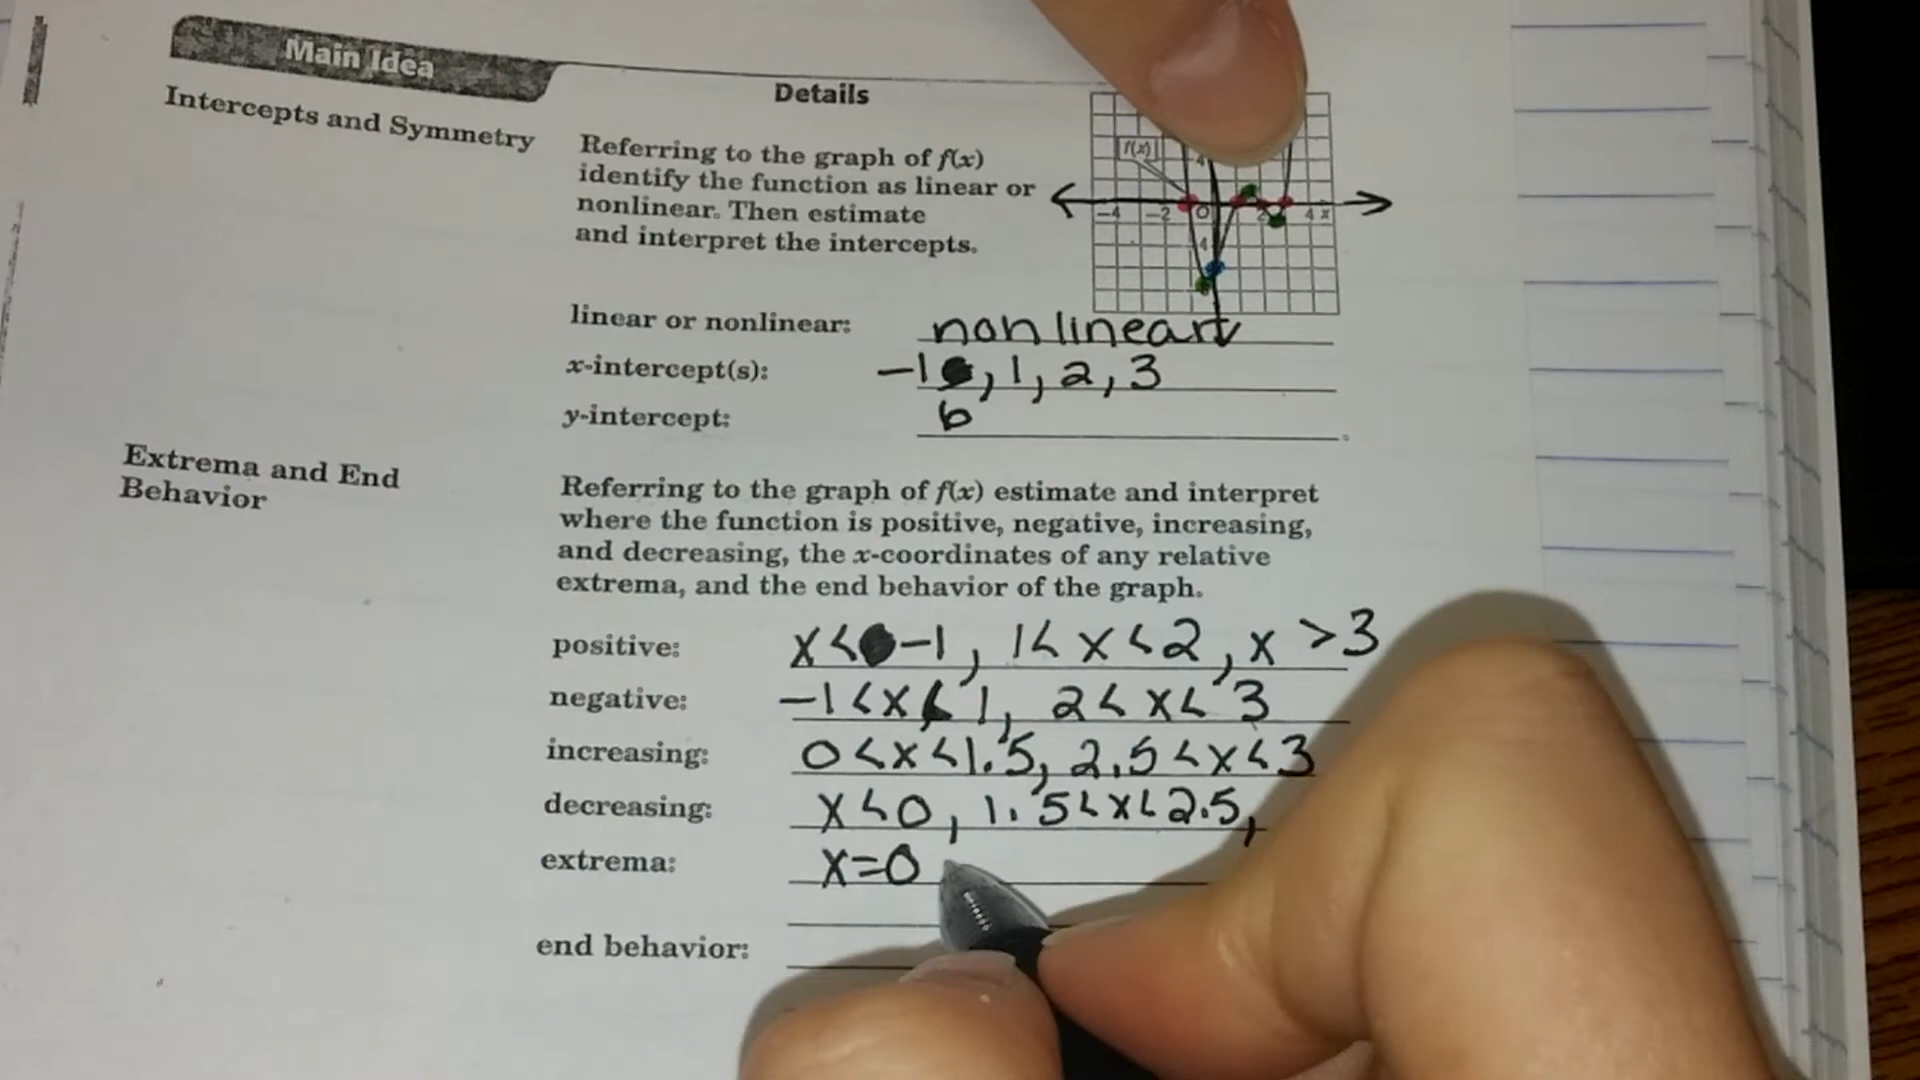 Main Idea
Details
Intercepts and Symmetry
Referring to the graph of f(x)
identify the function as linear or
nonlinear. Then estimate
and interpret the intercepts.
f(x)
4
-4 -2 O 2 4 x
4
linear or nonlinear: nonlinear
x-intercept(s): -1, 1, 2, 3
y-intercept: 6
Extrema and End
Behavior
Referring to the graph of f(x) estimate and interpret
where the function is positive, negative, increasing,
and decreasing, the x-coordinates of any relative
extrema, and the end behavior of the graph.
positive: x<-1, 1<x<2, x>3
negative: -1<x<1, 2<x<3
increasing: 0<x<1.5, 2.5<x<3
decreasing: x<0, 1.5<x<2.5,
extrema: x=0
end behavior: